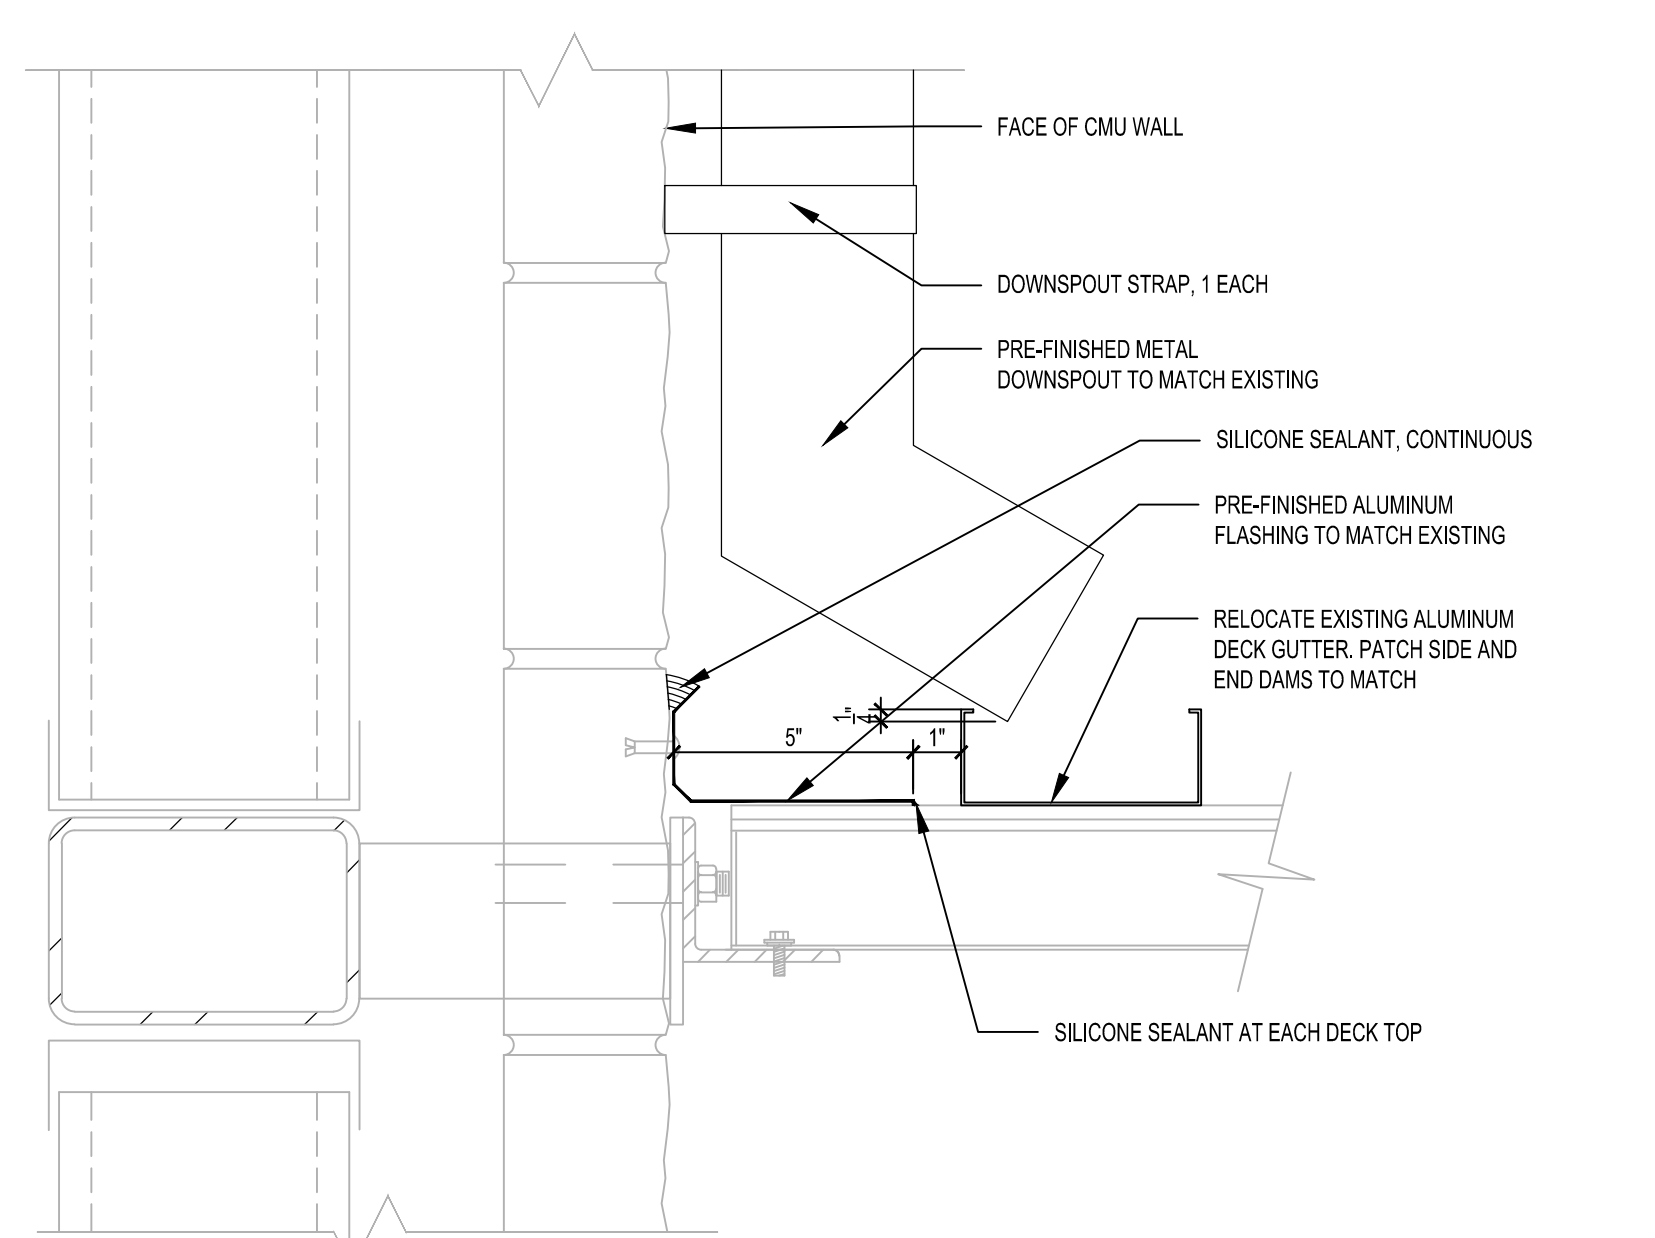 FACE OF CMU WALL
DOWNSPOUT STRAP, 1 EACH
PRE-FINISHED METAL
DOWNSPOUT TO MATCH EXISTING
SILICONE SEALANT, CONTINUOUS
PRE-FINISHED ALUMINUM
FLASHING TO MATCH EXISTING
RELOCATE EXISTING ALUMINUM
DECK GUTTER. PATCH SIDE AND
END DAMS TO MATCH
1/4"
5"
1"
SILICONE SEALANT AT EACH DECK TOP